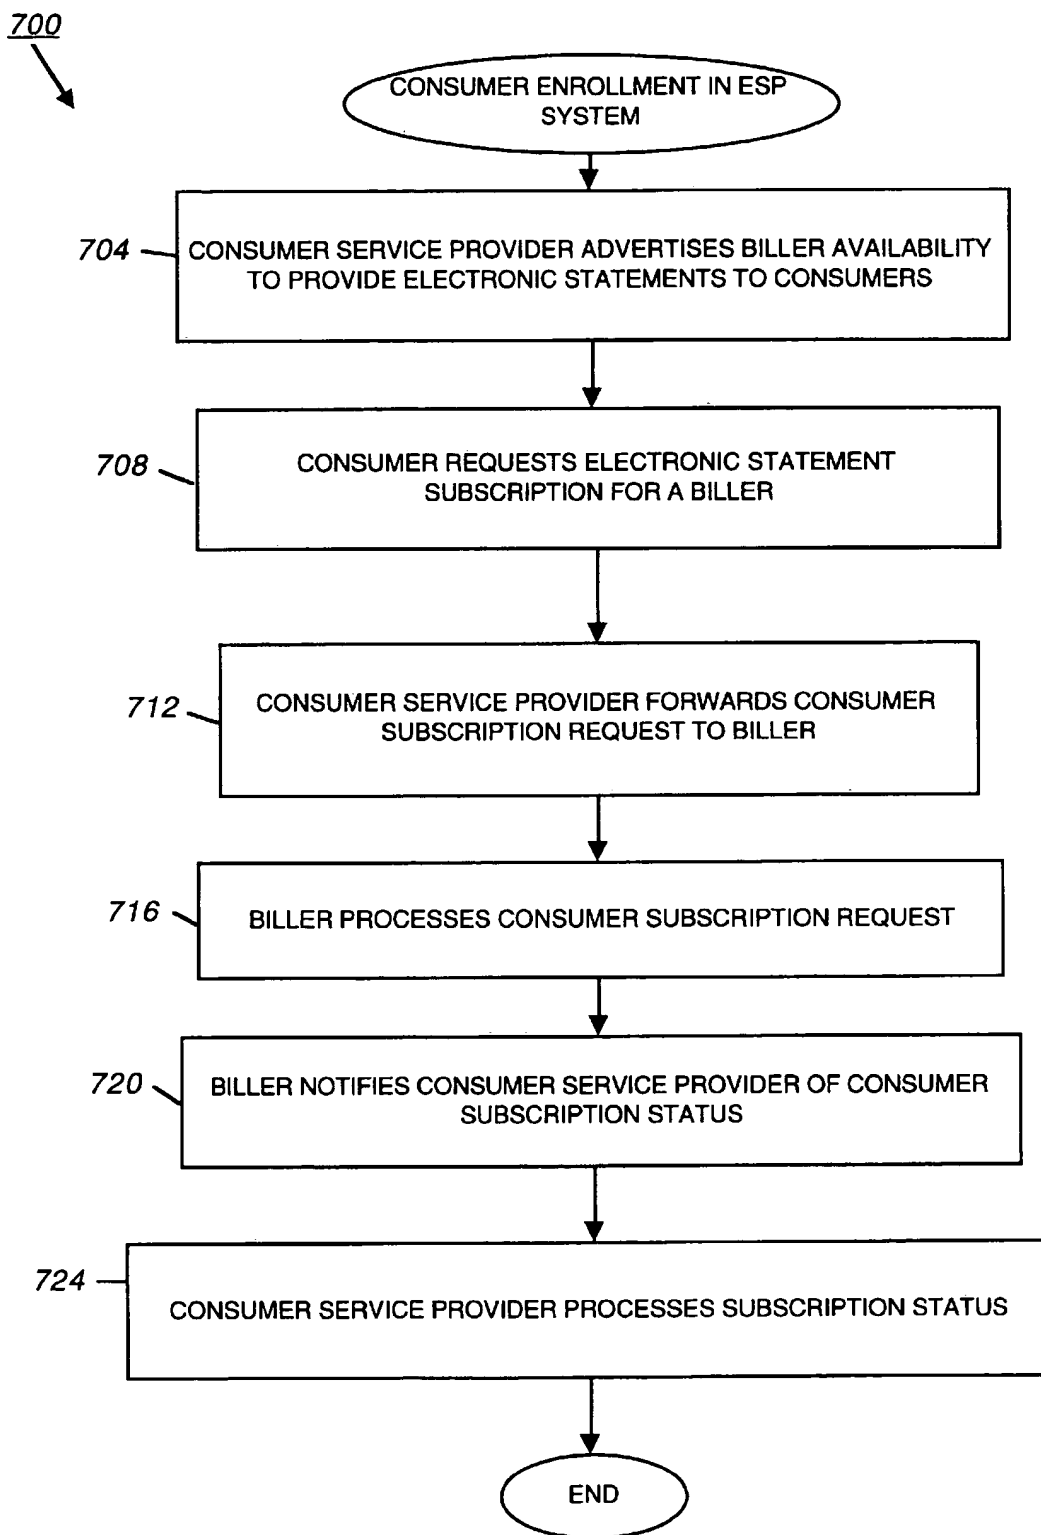 700
CONSUMER ENROLLMENT IN ESP
SYSTEM
704
CONSUMER SERVICE PROVIDER ADVERTISES BILLER AVAILABILITY
TO PROVIDE ELECTRONIC STATEMENTS TO CONSUMERS
708
CONSUMER REQUESTS ELECTRONIC STATEMENT
SUBSCRIPTION FOR A BILLER
712
CONSUMER SERVICE PROVIDER FORWARDS CONSUMER
SUBSCRIPTION REQUEST TO BILLER
716
BILLER PROCESSES CONSUMER SUBSCRIPTION REQUEST
720
BILLER NOTIFIES CONSUMER SERVICE PROVIDER OF CONSUMER
SUBSCRIPTION STATUS
724
CONSUMER SERVICE PROVIDER PROCESSES SUBSCRIPTION STATUS
END